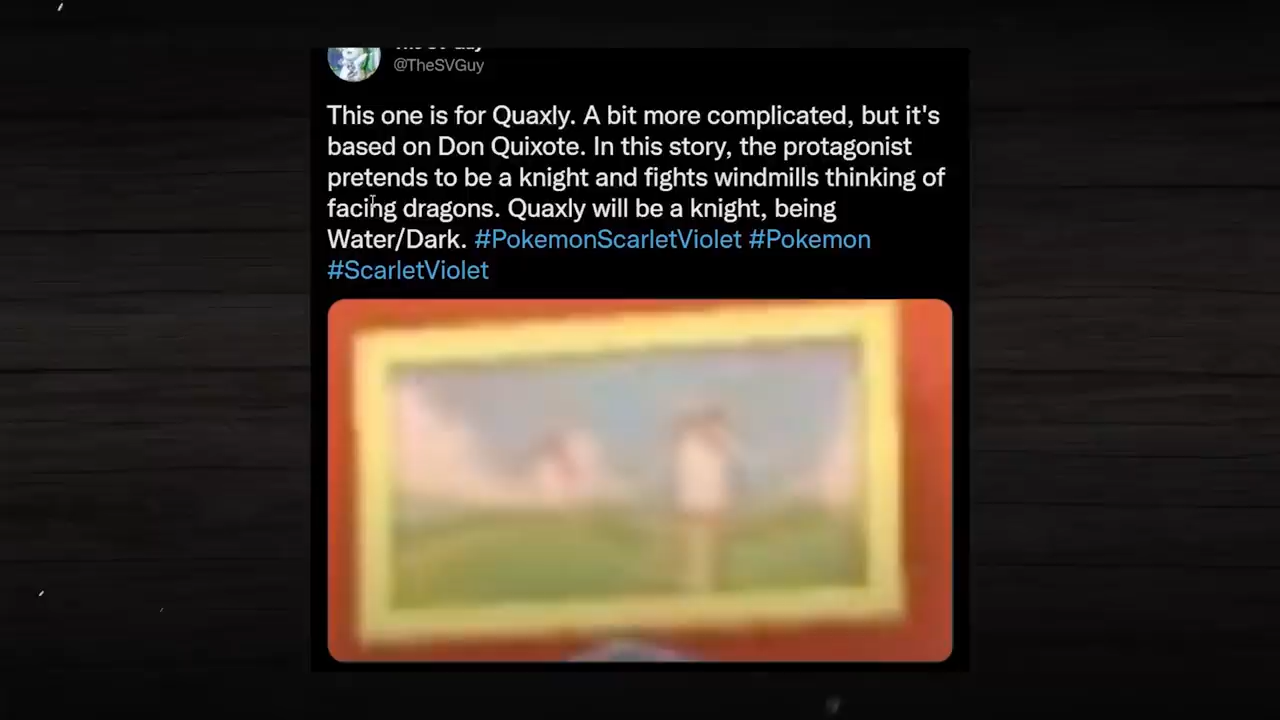 @TheSVGuy
This one is for Quaxly. A bit more complicated, but it's
based on Don Quixote. In this story, the protagonist
pretends to be a knight and fights windmills thinking of
facing dragons. Quaxly will be a knight, being
Water/Dark. #PokemonScarletViolet #Pokemon
#ScarletViolet